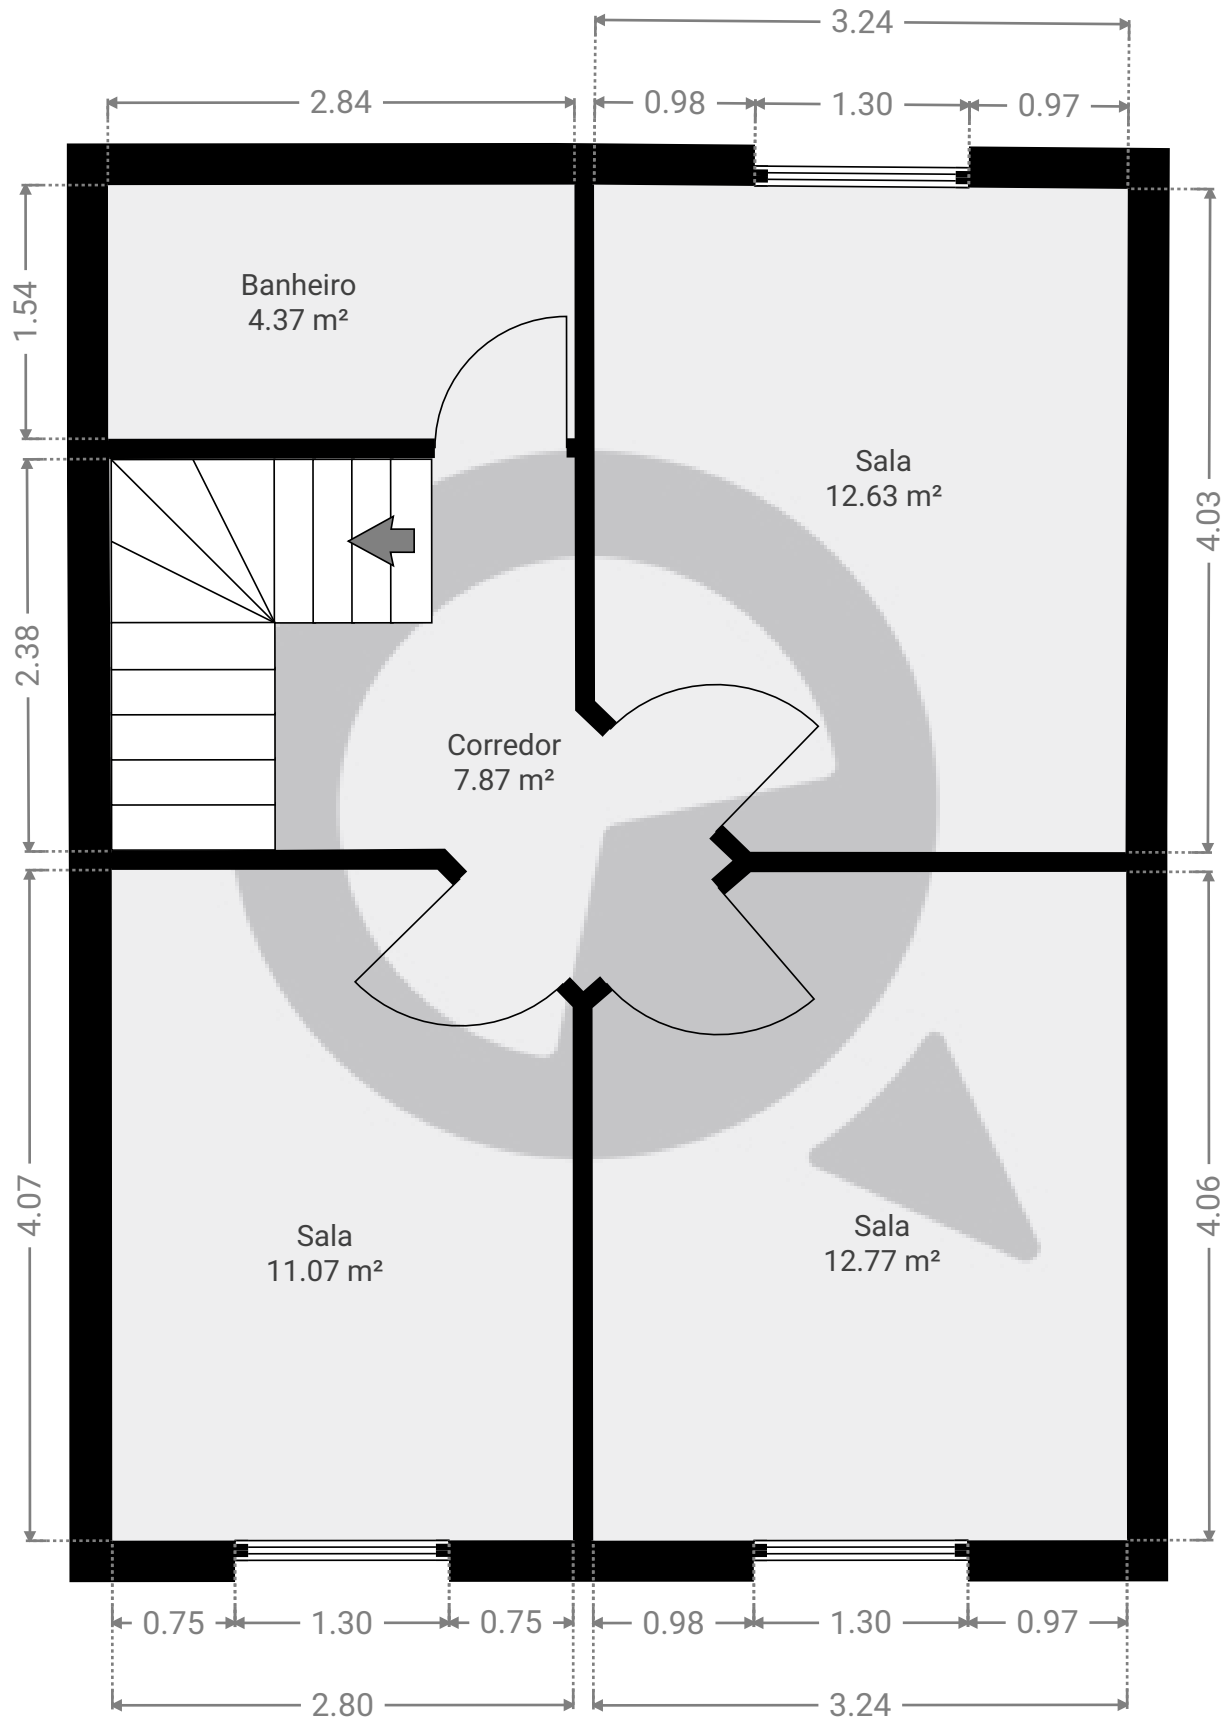 3.24
2.84
0.98
1.30
0.97
1.54
Banheiro
4.37 m²
Sala
12.63 m²
4.03
2.38
Corredor
7.87 m²
4.07
4.06
Sala
11.07 m²
Sala
12.77 m²
0.75
1.30
0.75
0.98
1.30
0.97
2.80
3.24